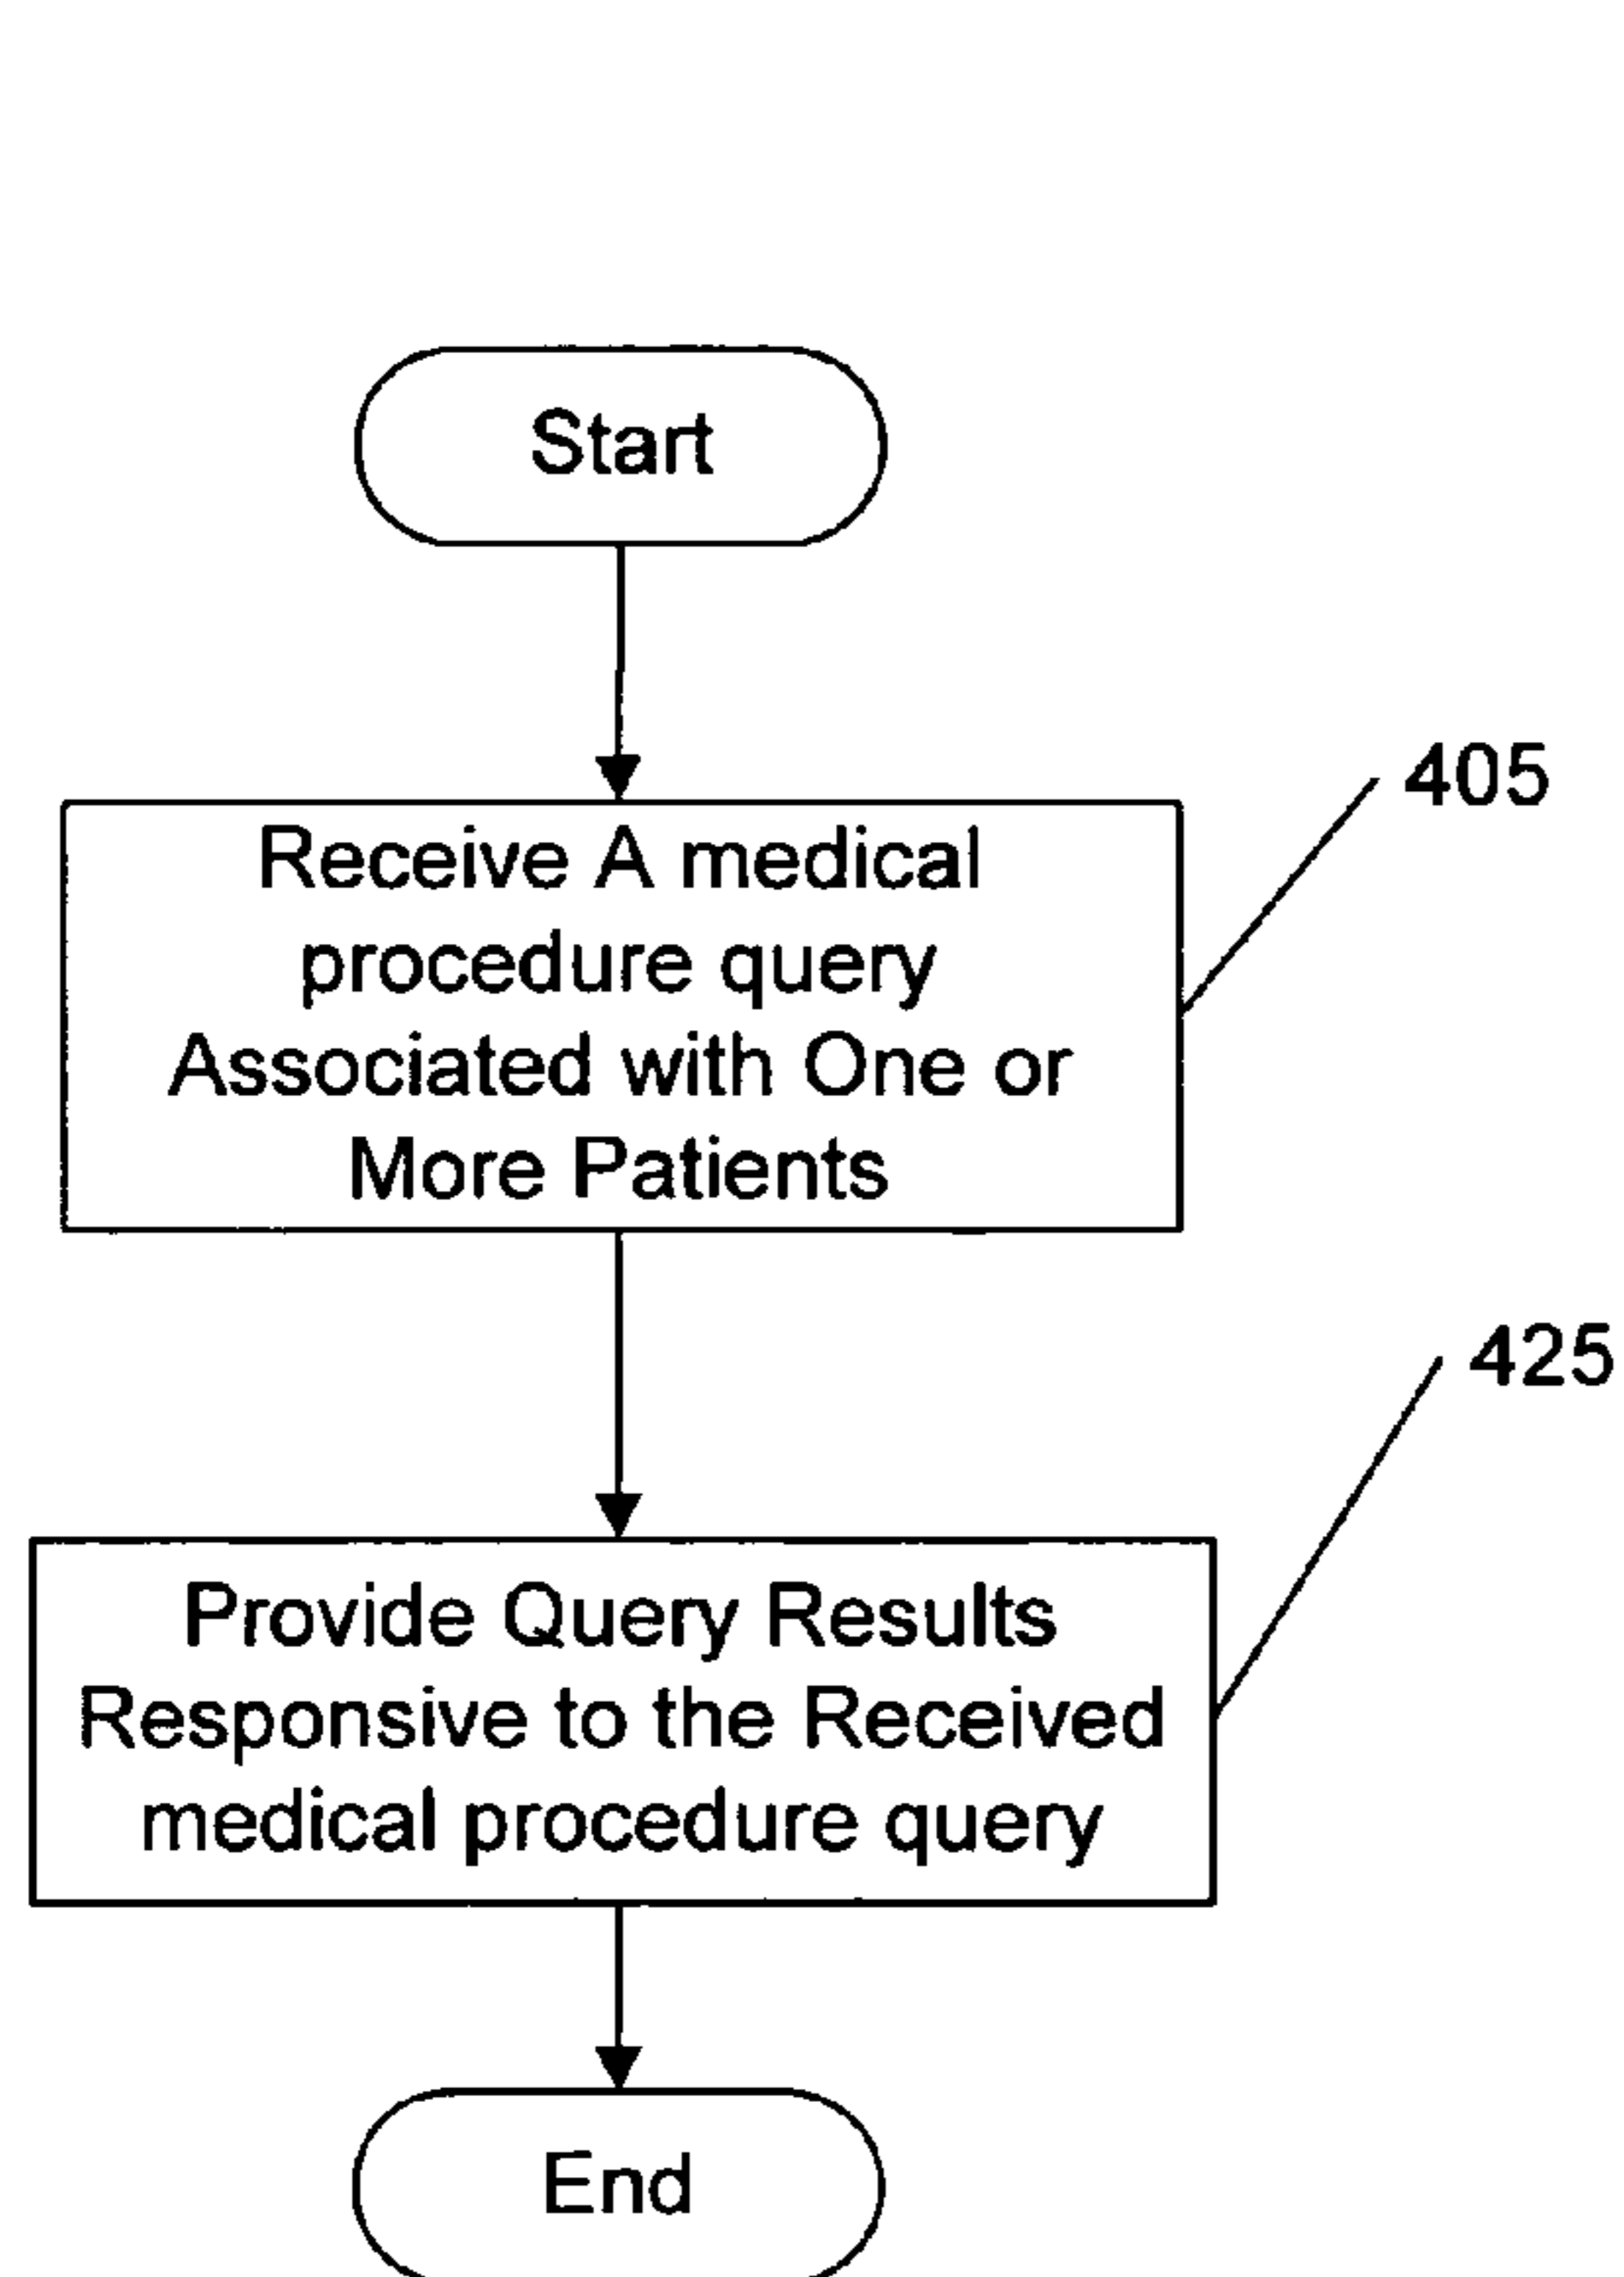 Start
405
Receive A medical
procedure query
Associated with One or
More Patients
425
Provide Query Results
Responsive to the Received
medical procedure query
End